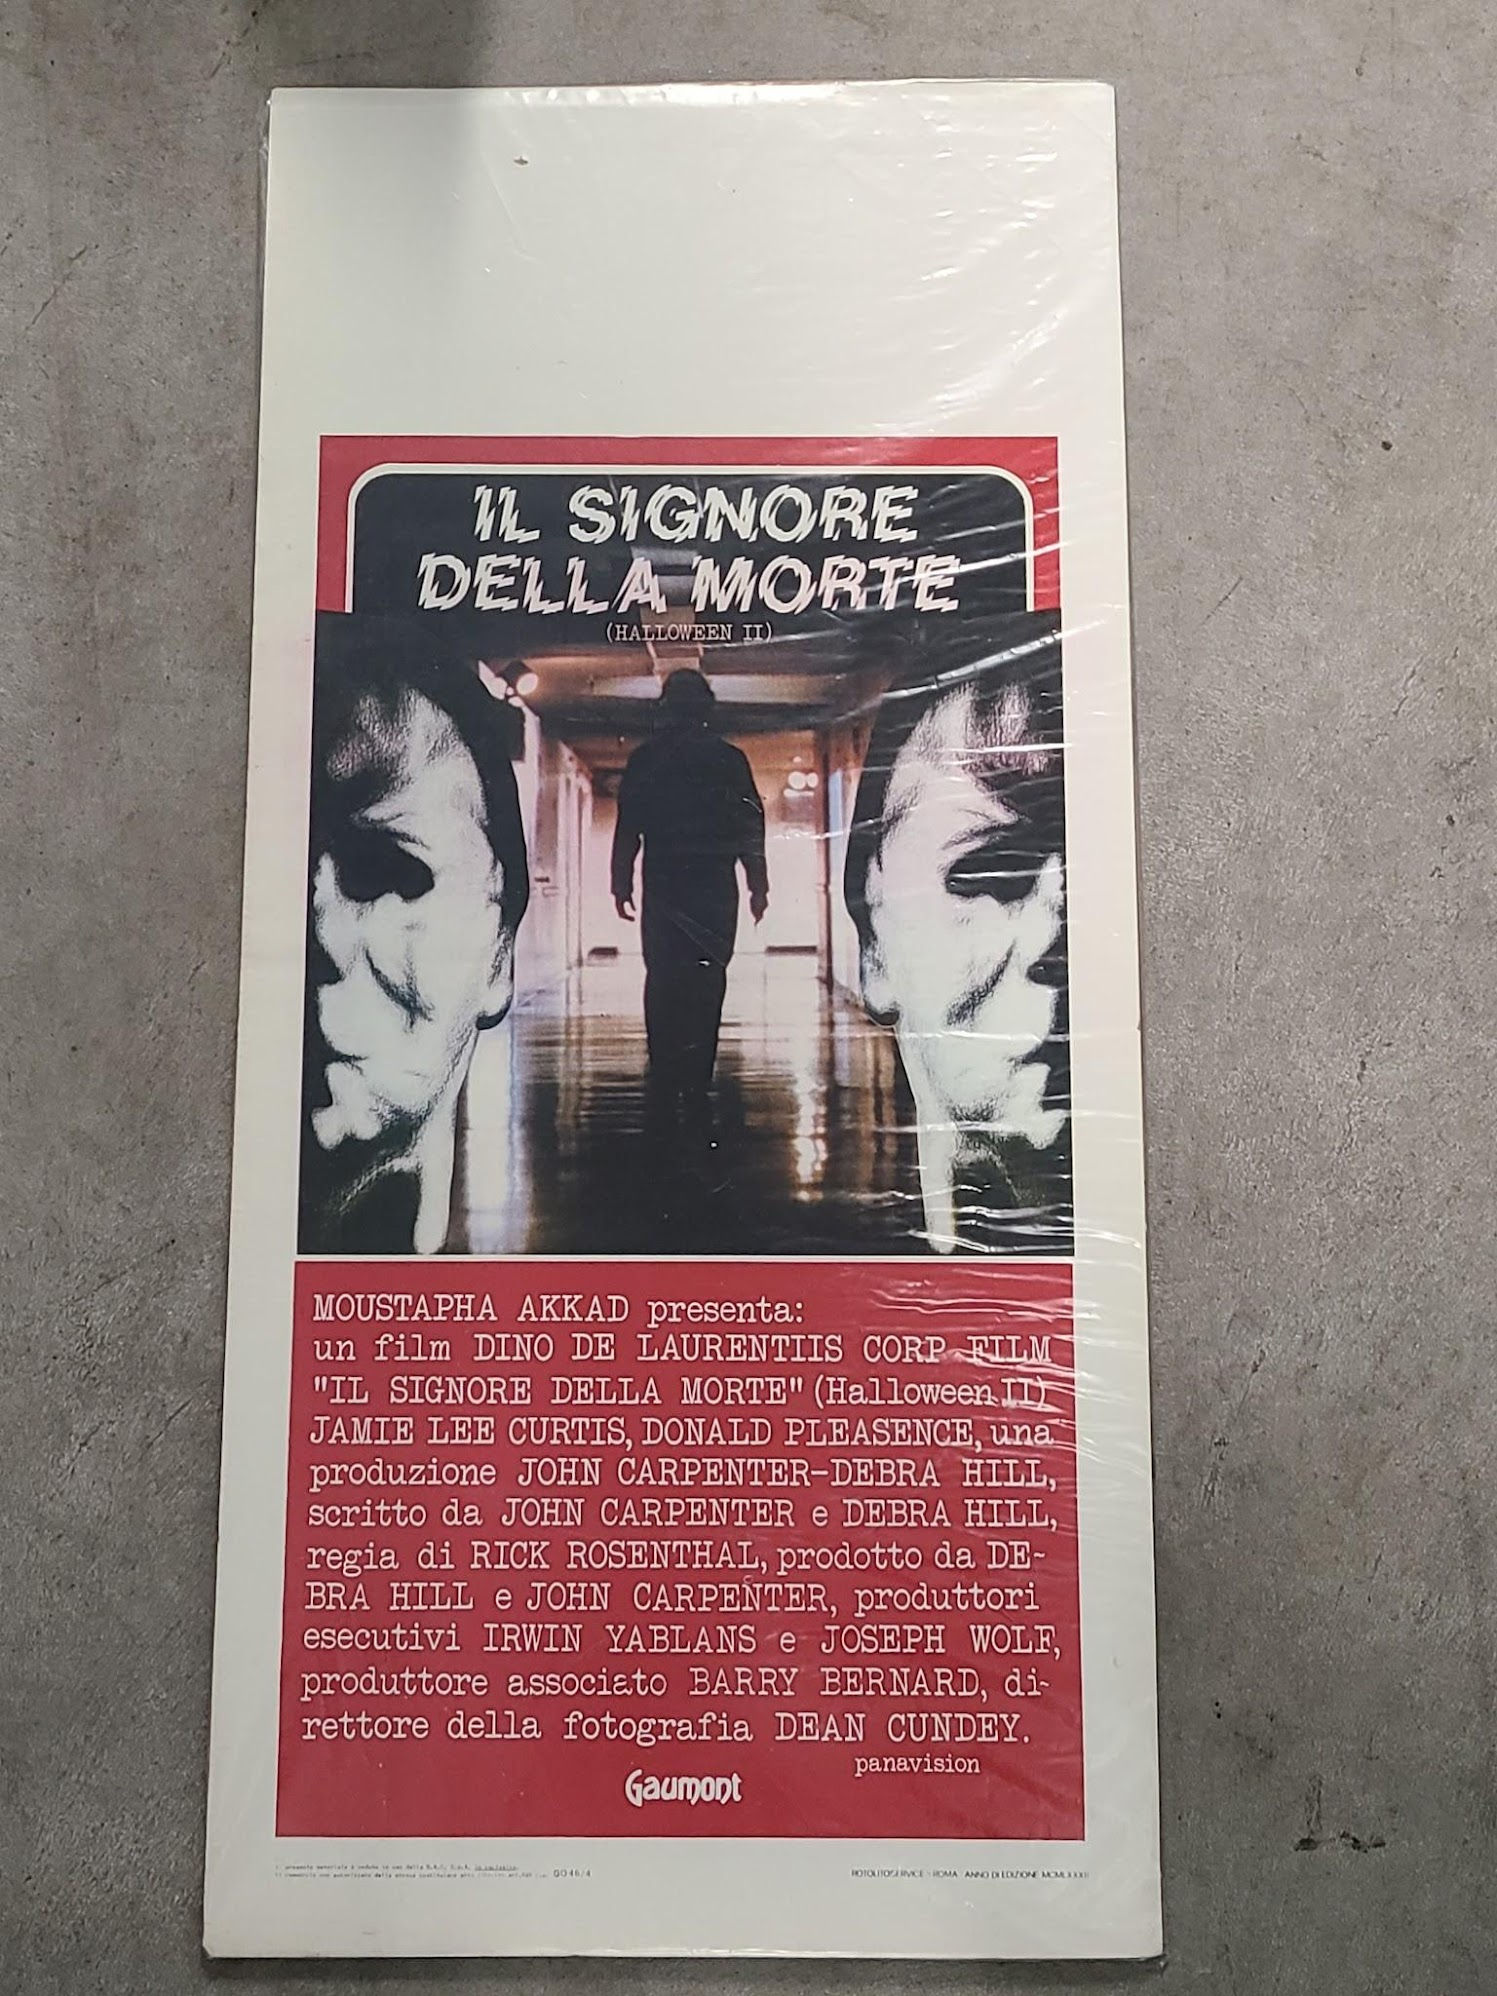 IL SIGNORE
DELLA MORTE
(HALLOWEEN II)
MOUSTAPHA AKKAD presenta:
un film DINO DE LAURENTIIS CORP FILM
"IL SIGNORE DELLA MORTE" (Halloween II)
JAMIE LEE CURTIS, DONALD PLEASENCE, una
produzione JOHN CARPENTER-DEBRA HILL,
scritto da JOHN CARPENTER e DEBRA HILL,
regia di RICK ROSENTHAL, prodotto da DE-
BRA HILL e JOHN CARPENTER, produttori
esecutivi IRWIN YABLANS e JOSEPH WOLF,
produttore associato BARRY BERNARD, di-
rettore della fotografia DEAN CUNDEY.
panavision
Gaumont
ROTOLITOSERVICE - ROMA ANNO DI EDIZIONE